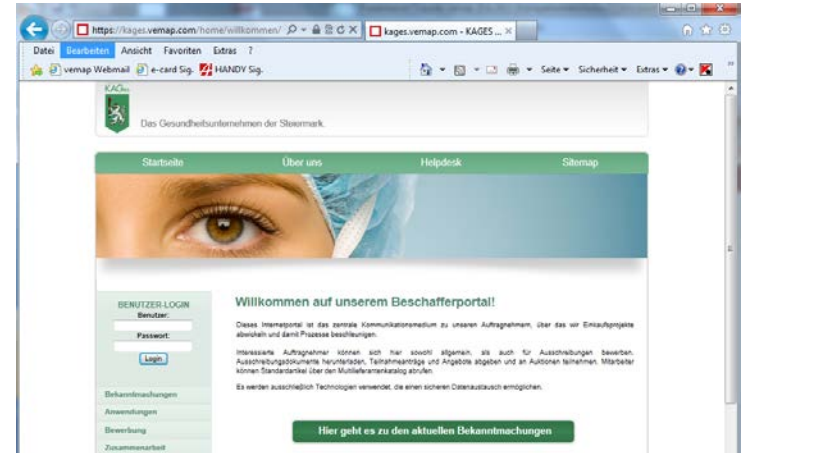 https://kages.vemap.com/home/willkommen/
kages.vemap.com - KAGES ...
Datei Bearbeiten Ansicht Favoriten Extras ?
vemap Webmail e-card Sig. HANDY Sig.
Seite Sicherheit Extras
KAGes
Das Gesundheitsunternehmen der Steiermark.
Startseite Über uns Helpdesk Sitemap
BENUTZER-LOGIN
Benutzer:
Passwort:
Login
Bekanntmachungen
Anwendungen
Bewerbung
Zusammenarbeit
Willkommen auf unserem Beschafferportal!
Dieses Internetportal ist das zentrale Kommunikationsmedium zu unseren Auftragnehmern, über das wir Einkaufsprojekte
abwickeln und damit Prozesse beschleunigen.
Interessierte Auftragnehmer können sich hier sowohl allgemein, als auch für Ausschreibungen bewerben,
Ausschreibungsdokumente herunterladen, Teilnahmeanträge und Angebote abgeben und an Auktionen teilnehmen. Mitarbeiter
können Standardartikel über den Multilieferantenkatalog abrufen.
Es werden ausschließlich Technologien verwendet, die einen sicheren Datenaustausch ermöglichen.
Hier geht es zu den aktuellen Bekanntmachungen